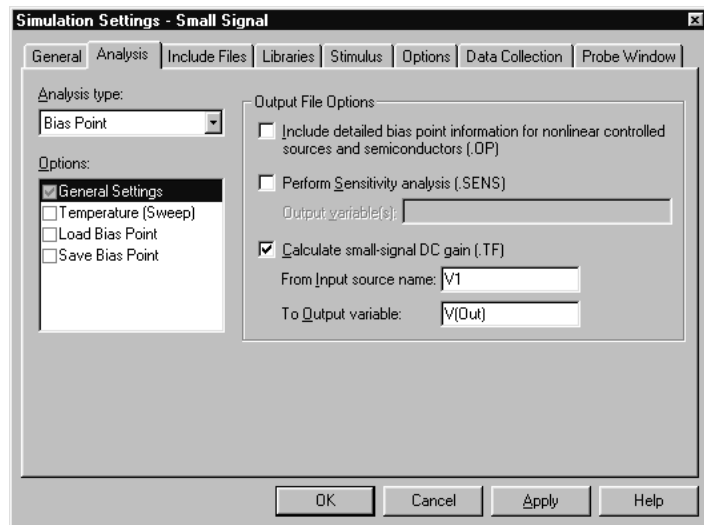 Simulation Settings - Small Signal
General Analysis Include Files Libraries Stimulus Options Data Collection Probe Window
Analysis type:
Bias Point
Options:
General Settings
Temperature (Sweep)
Load Bias Point
Save Bias Point
Output File Options
Include detailed bias point information for nonlinear controlled
sources and semiconductors (.OP)
Perform Sensitivity analysis (.SENS)
Output variable(s):
Calculate small-signal DC gain (.TF)
From Input source name: V1
To Output variable: V(Out)
OK Cancel Apply Help